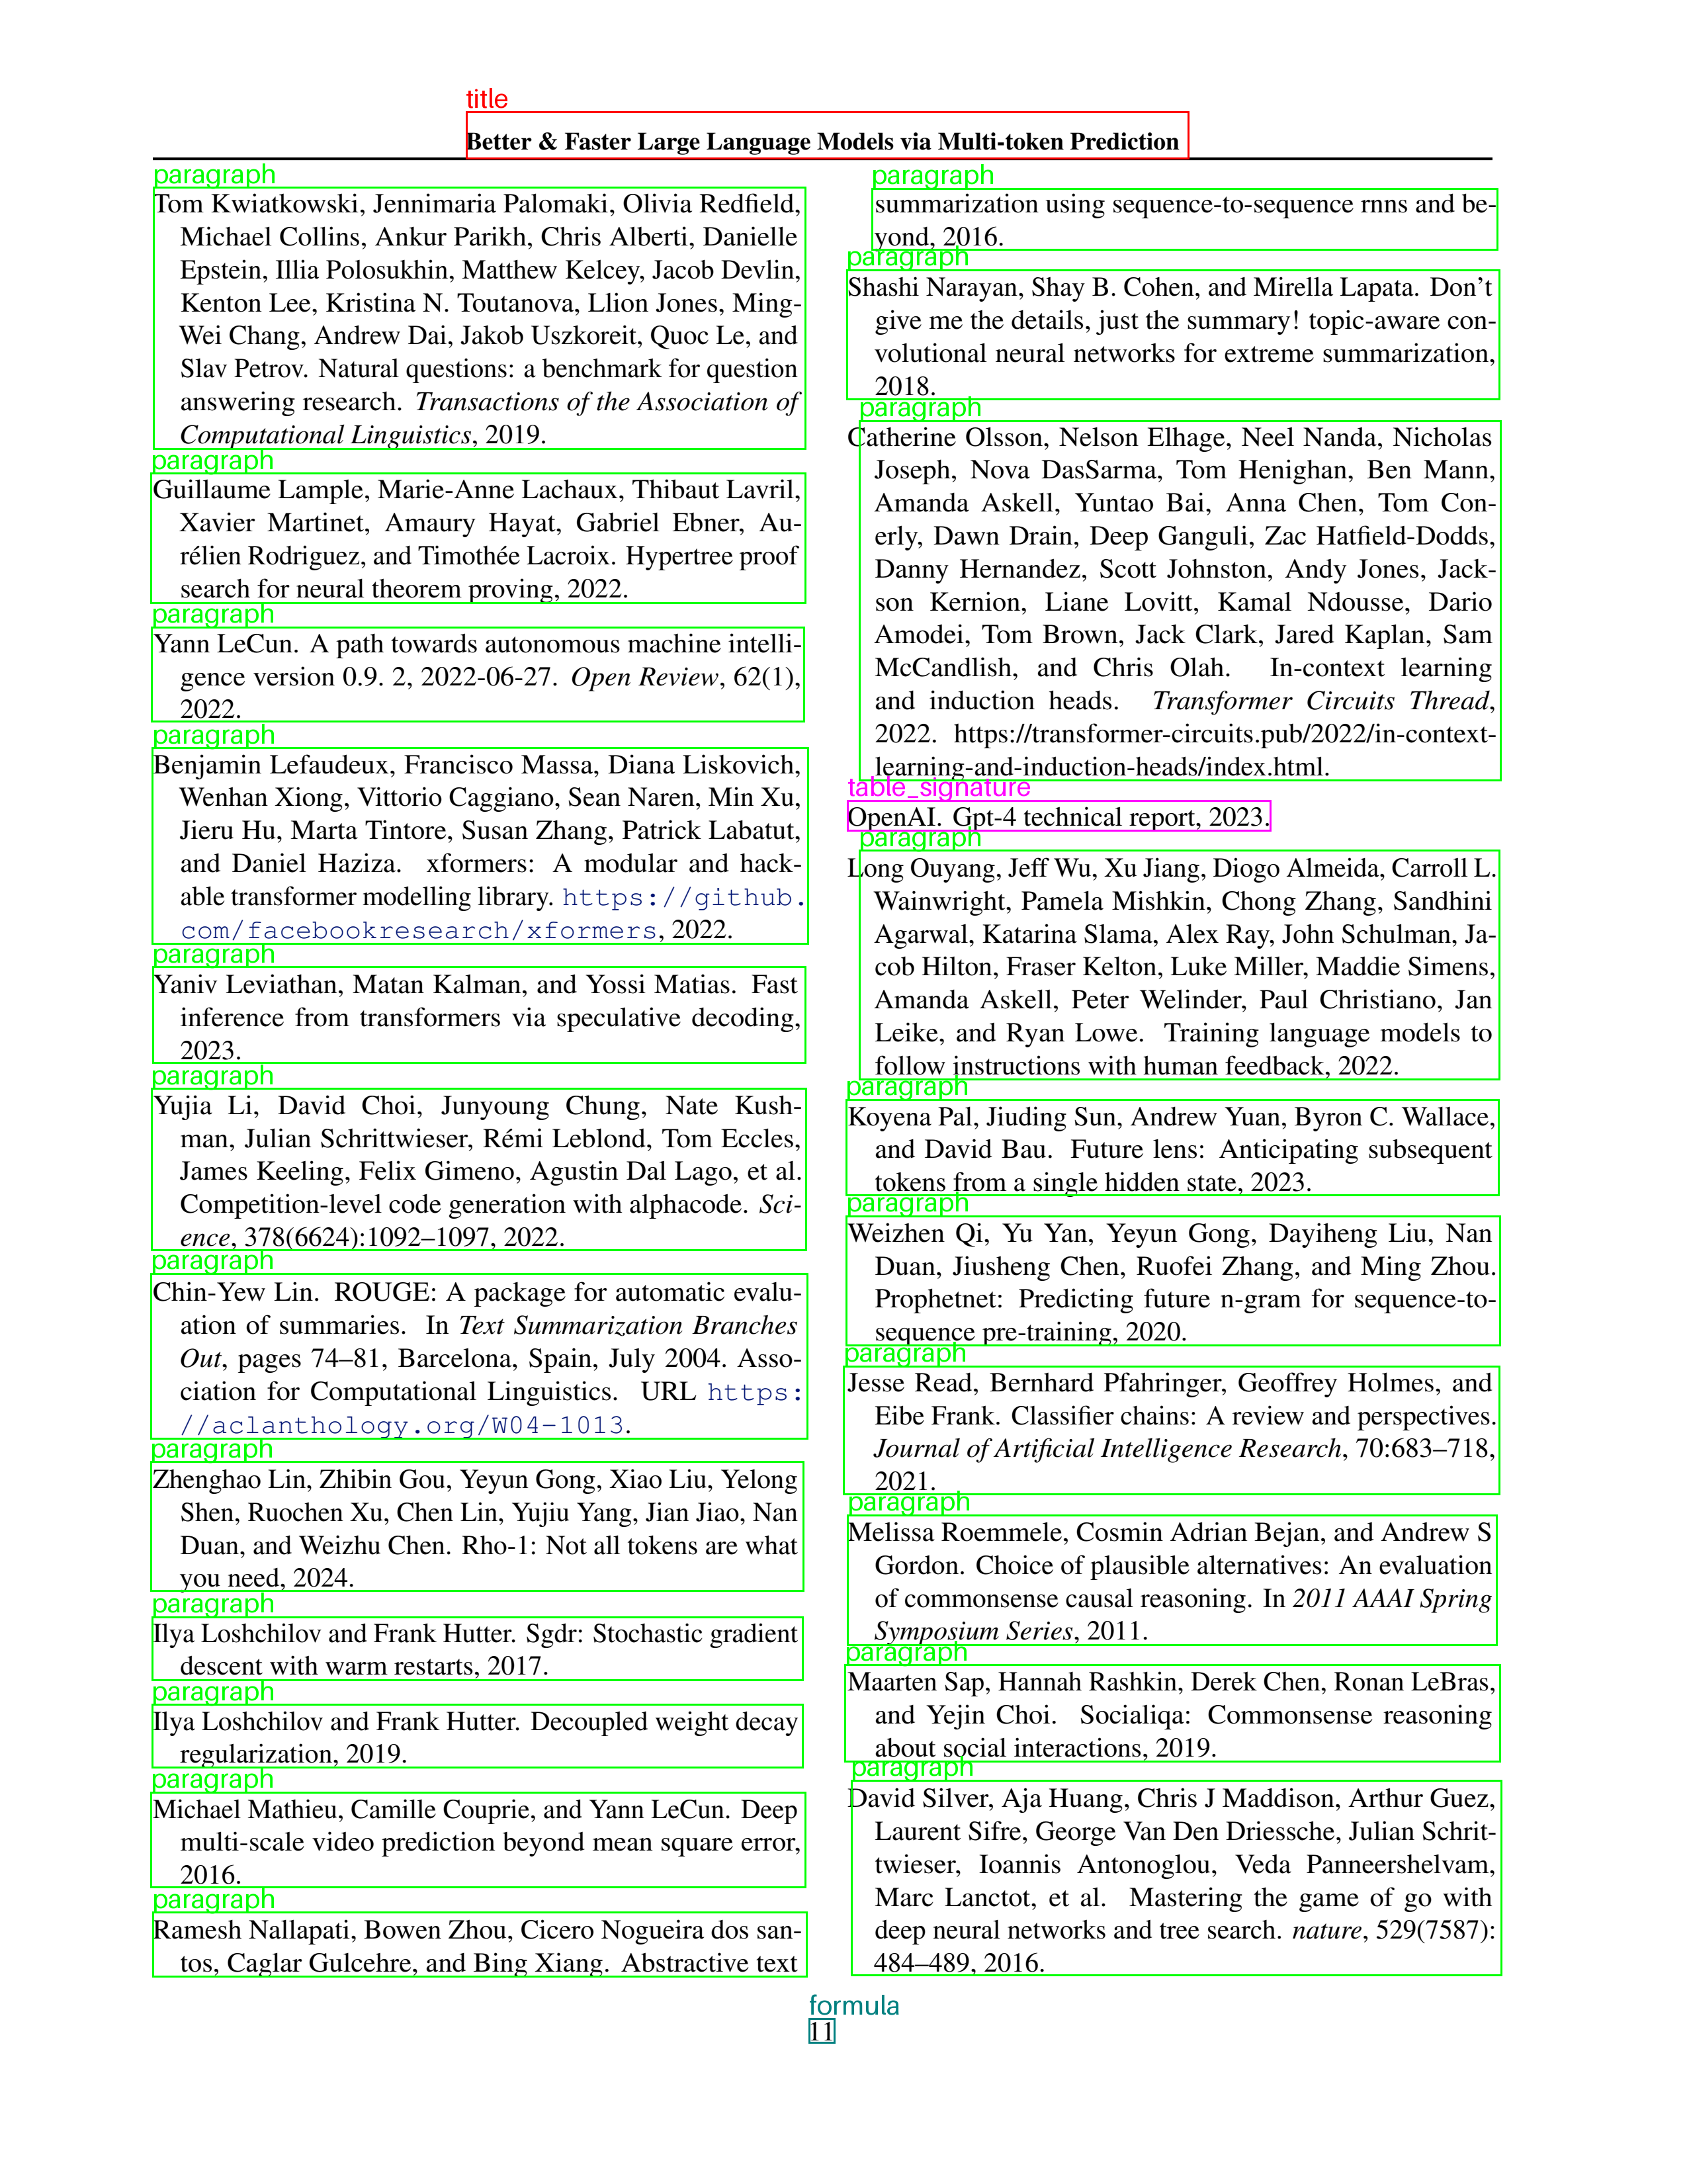 title
Better & Faster Large Language Models via Multi-token Prediction
paragraph
Tom Kwiatkowski, Jennimaria Palomaki, Olivia Redfield,
Michael Collins, Ankur Parikh, Chris Alberti, Danielle
Epstein, Illia Polosukhin, Matthew Kelcey, Jacob Devlin,
Kenton Lee, Kristina N. Toutanova, Llion Jones, Ming-
Wei Chang, Andrew Dai, Jakob Uszkoreit, Quoc Le, and
Slav Petrov. Natural questions: a benchmark for question
answering research. Transactions of the Association of
Computational Linguistics, 2019.
paragraph
Guillaume Lample, Marie-Anne Lachaux, Thibaut Lavril,
Xavier Martinet, Amaury Hayat, Gabriel Ebner, Au-
rélien Rodriguez, and Timothée Lacroix. Hypertree proof
search for neural theorem proving, 2022.
paragraph
Yann LeCun. A path towards autonomous machine intelli-
gence version 0.9. 2, 2022-06-27. Open Review, 62(1),
2022.
paragraph
Benjamin Lefaudeux, Francisco Massa, Diana Liskovich,
Wenhan Xiong, Vittorio Caggiano, Sean Naren, Min Xu,
Jieru Hu, Marta Tintore, Susan Zhang, Patrick Labatut,
and Daniel Haziza. xformers: A modular and hack-
able transformer modelling library. https://github.
com/facebookresearch/xformers, 2022.
paragraph
Yaniv Leviathan, Matan Kalman, and Yossi Matias. Fast
inference from transformers via speculative decoding,
2023.
paragraph
Yujia Li, David Choi, Junyoung Chung, Nate Kush-
man, Julian Schrittwieser, Rémi Leblond, Tom Eccles,
James Keeling, Felix Gimeno, Agustin Dal Lago, et al.
Competition-level code generation with alphacode. Sci-
ence, 378(6624):1092–1097, 2022.
paragraph
Chin-Yew Lin. ROUGE: A package for automatic evalu-
ation of summaries. In Text Summarization Branches
Out, pages 74–81, Barcelona, Spain, July 2004. Asso-
ciation for Computational Linguistics. URL https:
//aclanthology.org/W04-1013.
paragraph
Zhenghao Lin, Zhibin Gou, Yeyun Gong, Xiao Liu, Yelong
Shen, Ruochen Xu, Chen Lin, Yujiu Yang, Jian Jiao, Nan
Duan, and Weizhu Chen. Rho-1: Not all tokens are what
you need, 2024.
paragraph
Ilya Loshchilov and Frank Hutter. Sgdr: Stochastic gradient
descent with warm restarts, 2017.
paragraph
Ilya Loshchilov and Frank Hutter. Decoupled weight decay
regularization, 2019.
paragraph
Michael Mathieu, Camille Couprie, and Yann LeCun. Deep
multi-scale video prediction beyond mean square error,
2016.
paragraph
Ramesh Nallapati, Bowen Zhou, Cicero Nogueira dos san-
tos, Caglar Gulcehre, and Bing Xiang. Abstractive text
paragraph
summarization using sequence-to-sequence rnns and be-
yond, 2016.
paragraph
Shashi Narayan, Shay B. Cohen, and Mirella Lapata. Don't
give me the details, just the summary! topic-aware con-
volutional neural networks for extreme summarization,
2018.
paragraph
Catherine Olsson, Nelson Elhage, Neel Nanda, Nicholas
Joseph, Nova DasSarma, Tom Henighan, Ben Mann,
Amanda Askell, Yuntao Bai, Anna Chen, Tom Con-
erly, Dawn Drain, Deep Ganguli, Zac Hatfield-Dodds,
Danny Hernandez, Scott Johnston, Andy Jones, Jack-
son Kernion, Liane Lovitt, Kamal Ndousse, Dario
Amodei, Tom Brown, Jack Clark, Jared Kaplan, Sam
McCandlish, and Chris Olah. In-context learning
and induction heads. Transformer Circuits Thread,
2022. https://transformer-circuits.pub/2022/in-context-
learning-and-induction-heads/index.html.
table_signature
OpenAI. Gpt-4 technical report, 2023.
paragraph
Long Ouyang, Jeff Wu, Xu Jiang, Diogo Almeida, Carroll L.
Wainwright, Pamela Mishkin, Chong Zhang, Sandhini
Agarwal, Katarina Slama, Alex Ray, John Schulman, Ja-
cob Hilton, Fraser Kelton, Luke Miller, Maddie Simens,
Amanda Askell, Peter Welinder, Paul Christiano, Jan
Leike, and Ryan Lowe. Training language models to
follow instructions with human feedback, 2022.
paragraph
Koyena Pal, Jiuding Sun, Andrew Yuan, Byron C. Wallace,
and David Bau. Future lens: Anticipating subsequent
tokens from a single hidden state, 2023.
paragraph
Weizhen Qi, Yu Yan, Yeyun Gong, Dayiheng Liu, Nan
Duan, Jiusheng Chen, Ruofei Zhang, and Ming Zhou.
Prophetnet: Predicting future n-gram for sequence-to-
sequence pre-training, 2020.
paragraph
Jesse Read, Bernhard Pfahringer, Geoffrey Holmes, and
Eibe Frank. Classifier chains: A review and perspectives.
Journal of Artificial Intelligence Research, 70:683–718,
2021.
paragraph
Melissa Roemmele, Cosmin Adrian Bejan, and Andrew S
Gordon. Choice of plausible alternatives: An evaluation
of commonsense causal reasoning. In 2011 AAAI Spring
Symposium Series, 2011.
paragraph
Maarten Sap, Hannah Rashkin, Derek Chen, Ronan LeBras,
and Yejin Choi. Socialiqa: Commonsense reasoning
about social interactions, 2019.
paragraph
David Silver, Aja Huang, Chris J Maddison, Arthur Guez,
Laurent Sifre, George Van Den Driessche, Julian Schrit-
twieser, Ioannis Antonoglou, Veda Panneershelvam,
Marc Lanctot, et al. Mastering the game of go with
deep neural networks and tree search. nature, 529(7587):
484–489, 2016.
formula
11